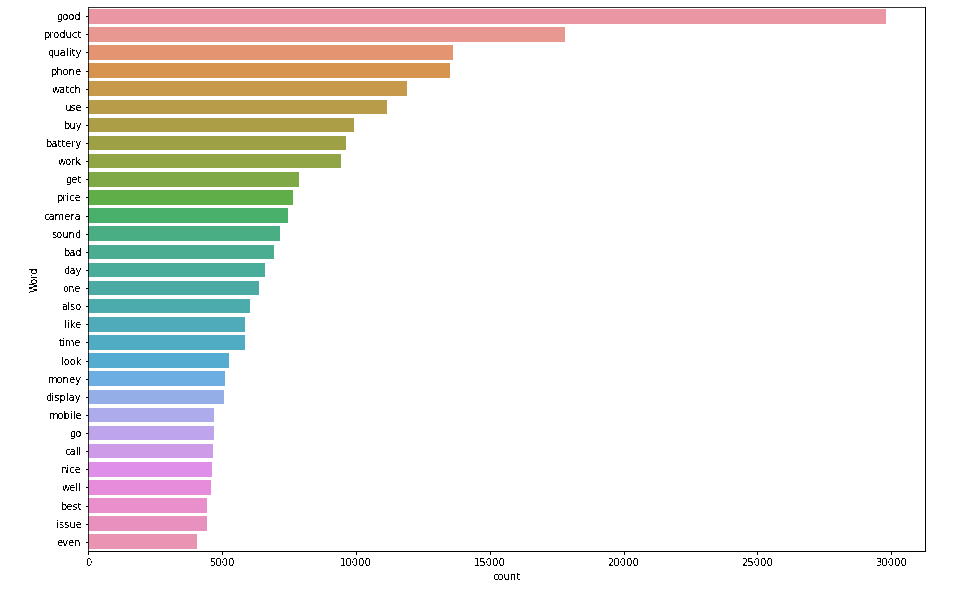 good
product
quality
phone
watch
use
buy
battery
work
get
price
camera
sound
bad
day
one
also
like
time
look
money
display
mobile
go
call
nice
well
best
issue
even
Word
0 5000 10000 15000 20000 25000 30000
count